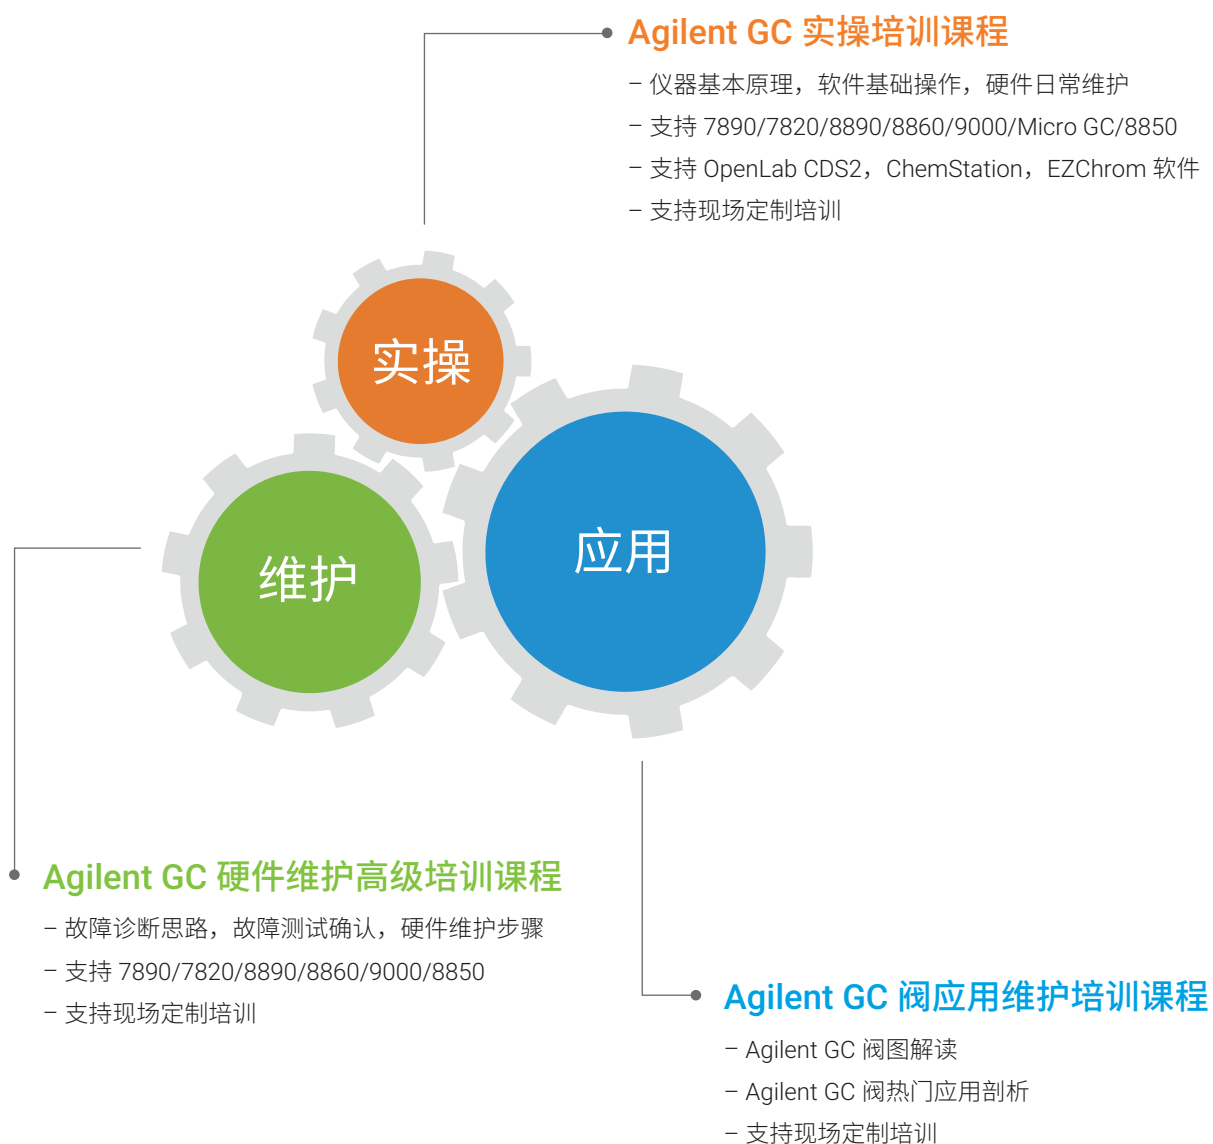 Agilent GC 实操培训课程
– 仪器基本原理，软件基础操作，硬件日常维护
– 支持 7890/7820/8890/8860/9000/Micro GC/8850
– 支持 OpenLab CDS2，ChemStation，EZChrom 软件
– 支持现场定制培训
实操
应用
维护
Agilent GC 硬件维护高级培训课程
– 故障诊断思路，故障测试确认，硬件维护步骤
– 支持 7890/7820/8890/8860/9000/8850
– 支持现场定制培训
Agilent GC 阀应用维护培训课程
– Agilent GC 阀图解读
– Agilent GC 阀热门应用剖析
– 支持现场定制培训